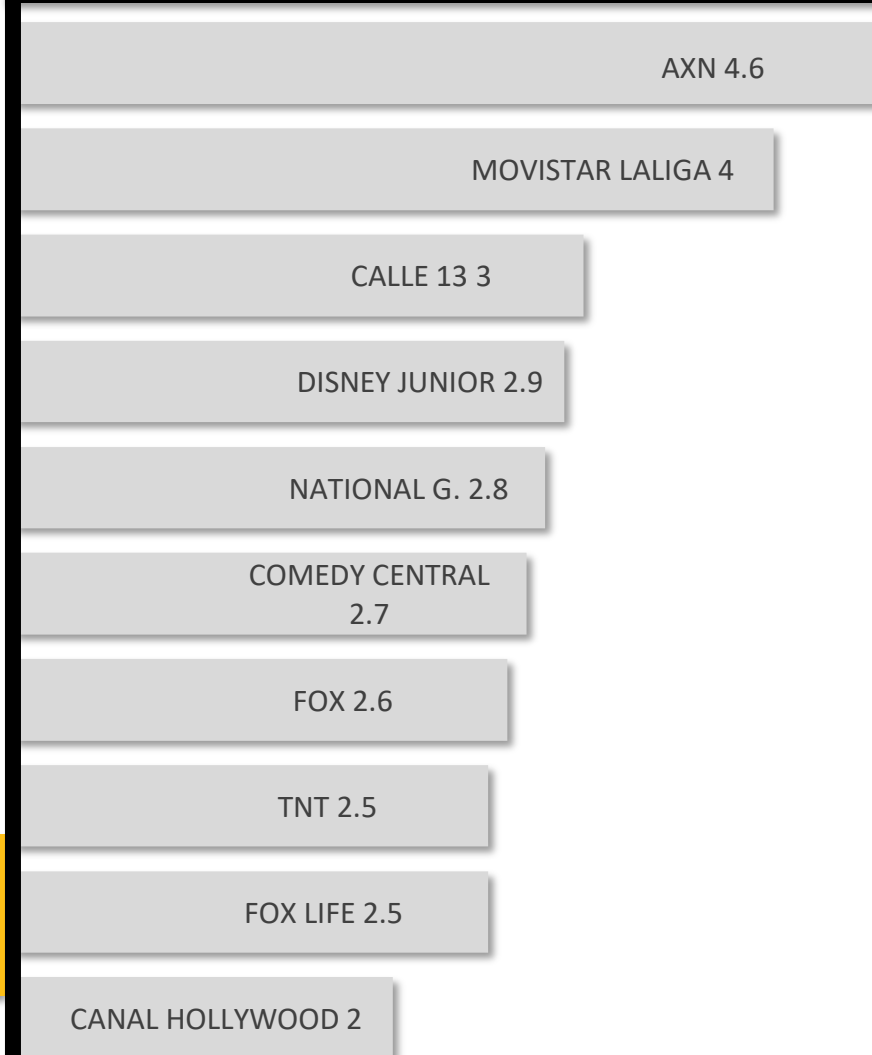 AXN 4.6
MOVISTAR LALIGA 4
CALLE 13 3
DISNEY JUNIOR 2.9
NATIONAL G. 2.8
COMEDY CENTRAL
2.7
FOX 2.6
TNT 2.5
FOX LIFE 2.5
CANAL HOLLYWOOD 2